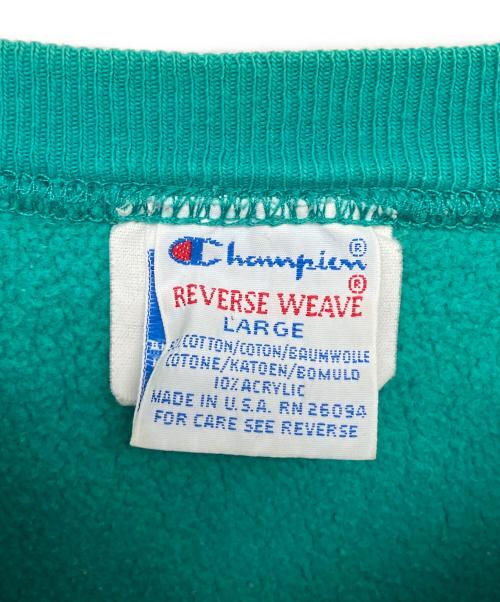 Champion®
REVERSE WEAVE®
LARGE
% COTTON/COTON/BAUMWOLLE
COTONE/KATOEN/BOMULD
10% ACRYLIC
MADE IN U.S.A. RN 26094
FOR CARE SEE REVERSE